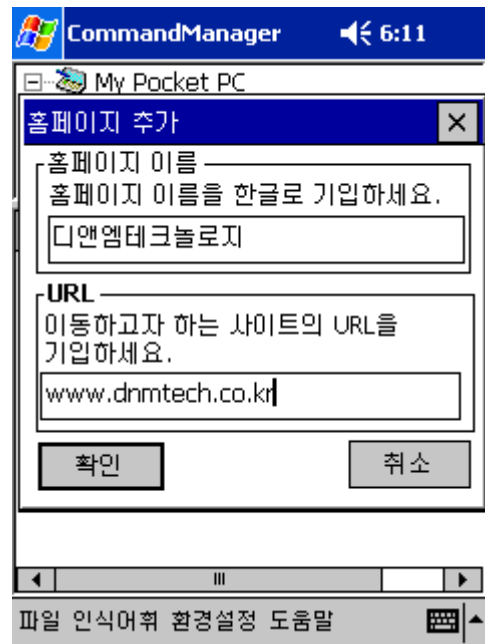 CommandManager 6:11
My Pocket PC
홈페이지 추가
홈페이지 이름
홈페이지 이름을 한글로 기입하세요.
디앤엠테크놀로지
URL
이동하고자 하는 사이트의 URL을
기입하세요.
www.dnmtech.co.kr
확인 취소
파일 인식어휘 환경설정 도움말